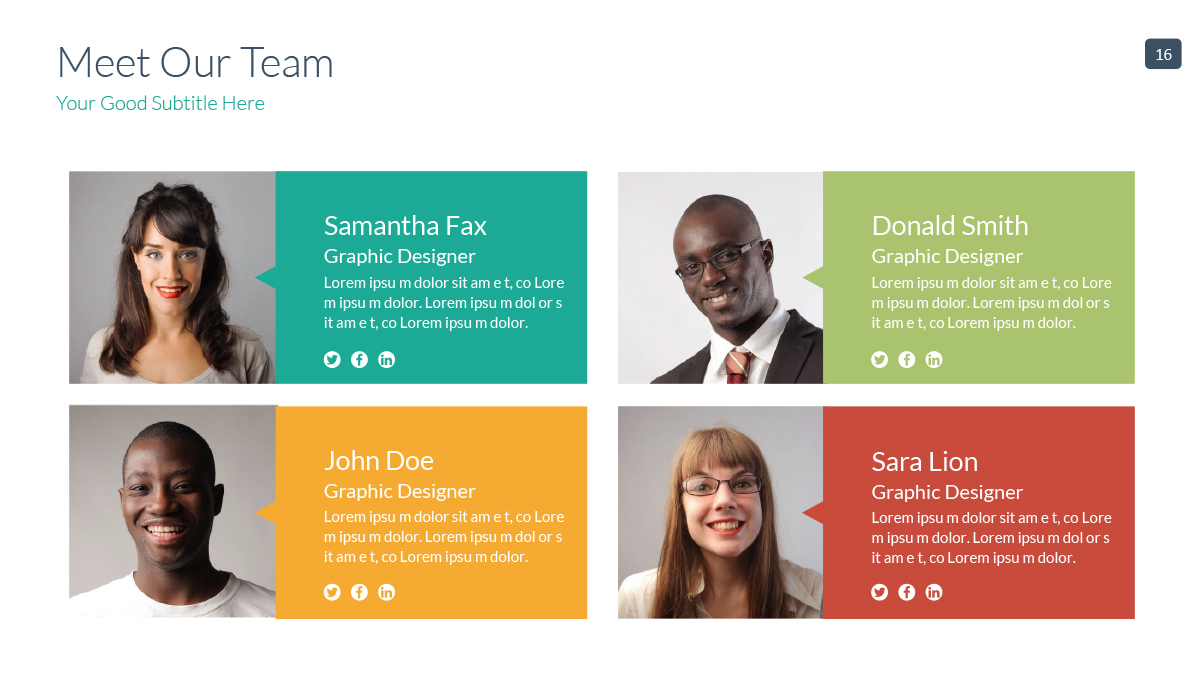 Meet Our Team
16
Your Good Subtitle Here
Samantha Fax
Graphic Designer
Lorem ipsu m dolor sit am e t, co Lore
m ipsu m dolor. Lorem ipsu m dol or s
it am e t, co Lorem ipsu m dolor.
Donald Smith
Graphic Designer
Lorem ipsu m dolor sit am e t, co Lore
m ipsu m dolor. Lorem ipsu m dol or s
it am e t, co Lorem ipsu m dolor.
John Doe
Graphic Designer
Lorem ipsu m dolor sit am e t, co Lore
m ipsu m dolor. Lorem ipsu m dol or s
it am e t, co Lorem ipsu m dolor.
Sara Lion
Graphic Designer
Lorem ipsu m dolor sit am e t, co Lore
m ipsu m dolor. Lorem ipsu m dol or s
it am e t, co Lorem ipsu m dolor.